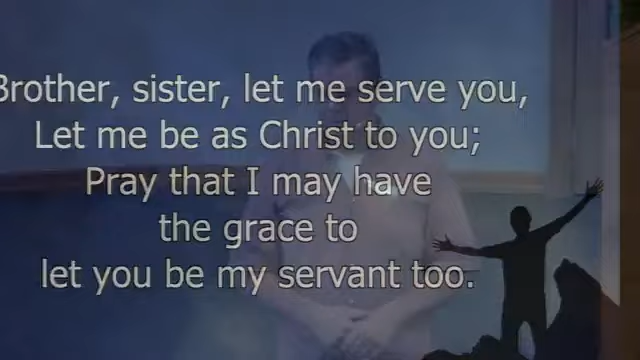 Brother, sister, let me serve you,
Let me be as Christ to you;
Pray that I may have
the grace to
let you be my servant too.